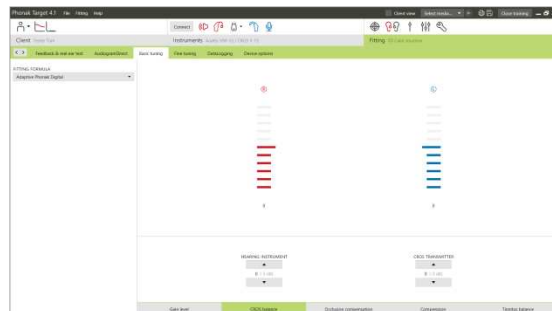 Phonak Target 4.1 File Fitting Help Client view Close training
Connect
Client Instruments Fitting
Feedback & real ear test AudiogramDirect Basic tuning Fine tuning DataLogging Device options
FITTING FORMULA
Adaptive Phonak Digital
HEARING INSTRUMENT CROS TRANSMITTER
Gain level CROS balance Occlusion compensation Compression Tinnitus balance